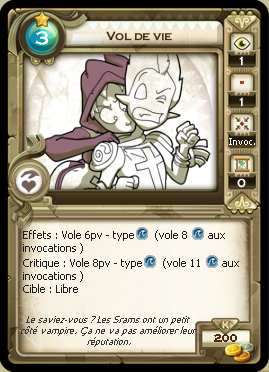 3
VOL DE VIE
1
1
Invoc.
0
Effets : Vole 6pv - type (vole 8 aux
invocations )
Critique : Vole 8pv - type (vole 11 aux
invocations )
Cible : Libre
Le saviez-vous ? Les Srams ont un petit
côté vampire. Ça ne va pas améliorer leur
réputation.
200